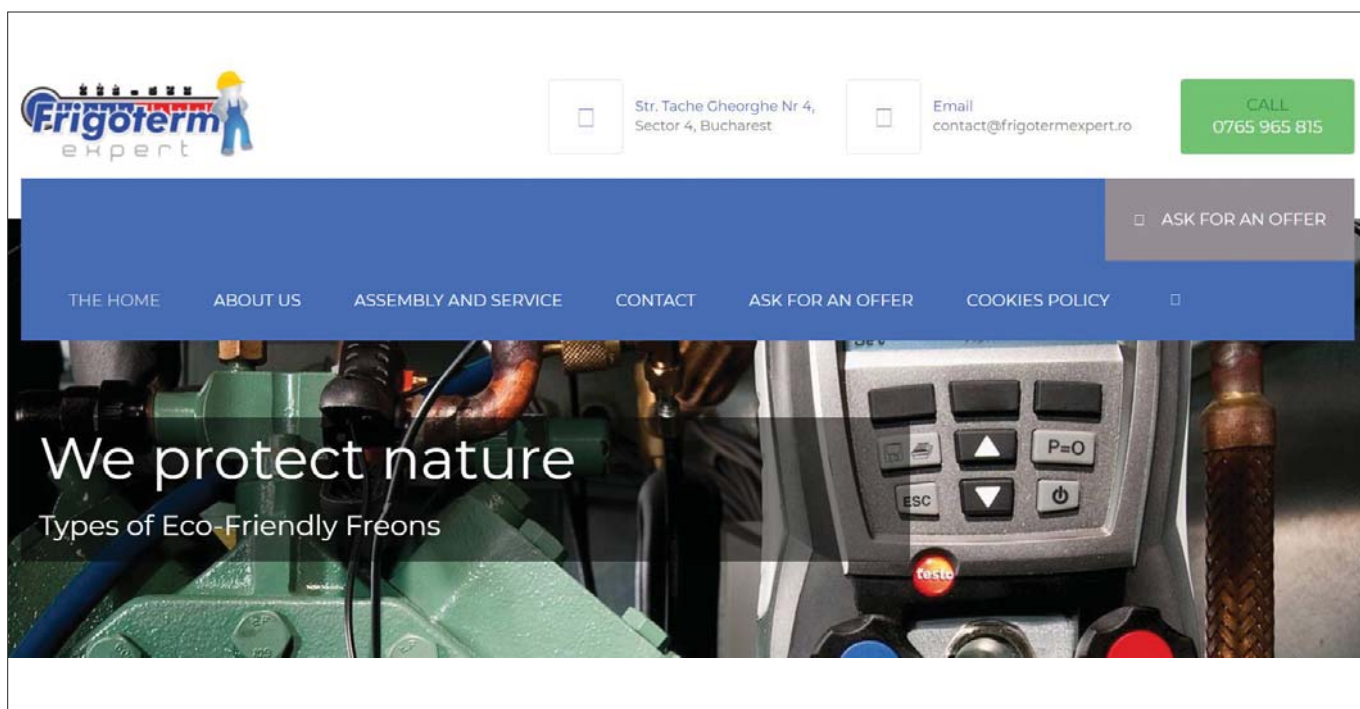 Frigoterm
expert
Str. Tache Gheorghe Nr 4,
Sector 4, Bucharest
Email
contact@frigotermexpert.ro
CALL
0765 965 815
ASK FOR AN OFFER
THE HOME
ABOUT US
ASSEMBLY AND SERVICE
CONTACT
ASK FOR AN OFFER
COOKIES POLICY
We protect nature
Types of Eco-Friendly Freons
P=O
ESC
testo